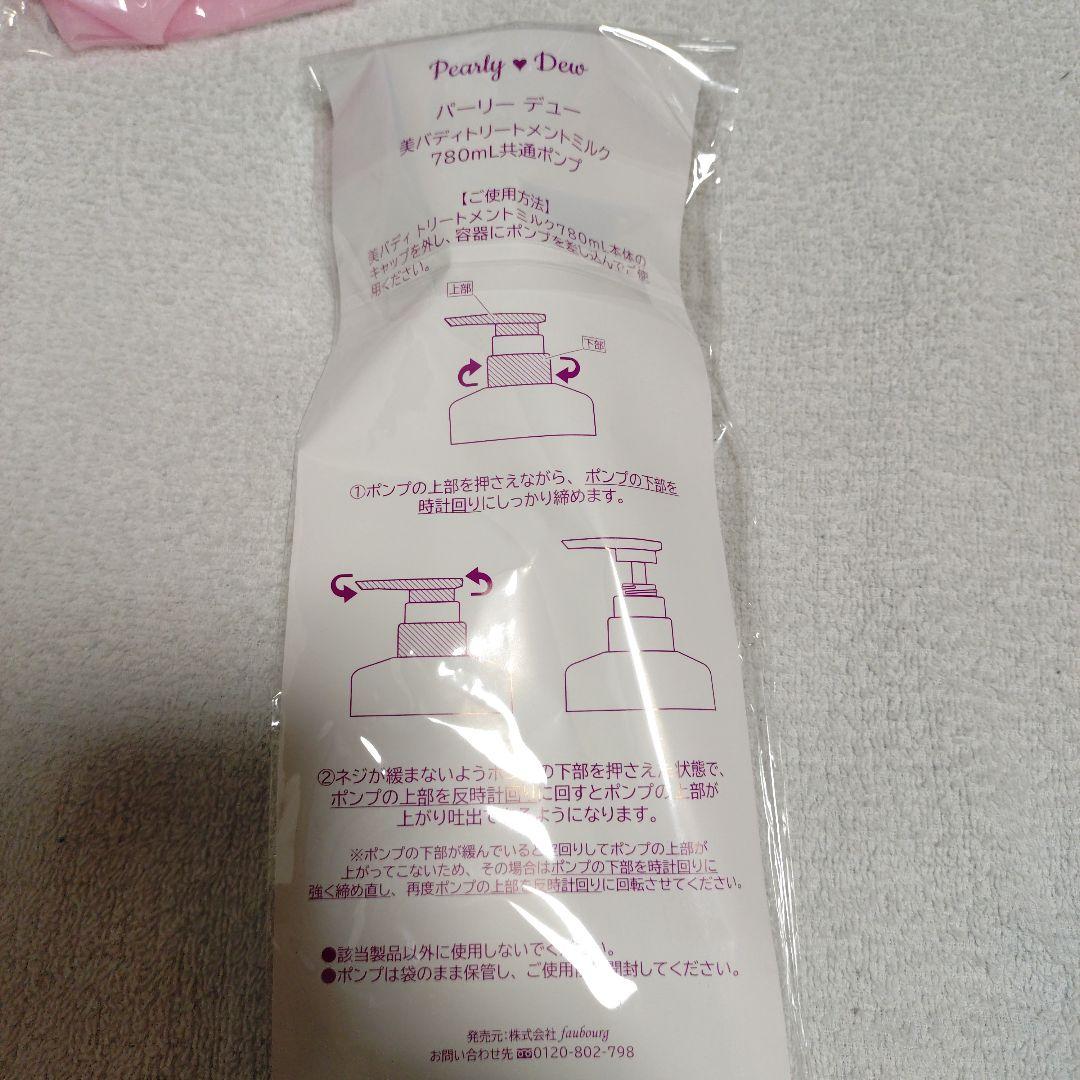 Pearly ♥ Dew
パーリー デュー
美バディトリートメントミルク
780mL共通ポンプ
【ご使用方法】
美バディ トリートメントミルク780mL本体の
キャップを外し、容器にポンプを差し込んでご使
用ください。
上部
下部
①ポンプの上部を押さえながら、ポンプの下部を
時計回りにしっかり締めます。
②ネジが緩まないよう の下部を押さえた状態で、
ポンプの上部を反時計回りに回すとポンプの上部が
上がり吐出 ようになります。
※ポンプの下部が緩んでいると空回りしてポンプの上部が
上がってこないため、その場合はポンプの下部を時計回りに
強く締め直し、再度ポンプの上部を反時計回りに回転させてください。
●該当製品以外に使用しないでください。
●ポンプは袋のまま保管し、ご使用 開封してください。
発売元：株式会社 faubourg
お問い合わせ先 0120-802-798